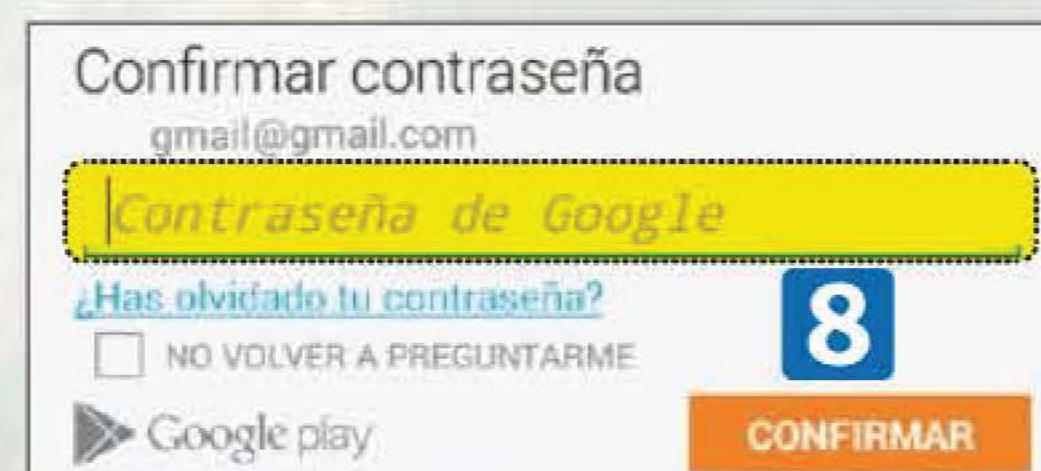 Confirmar contraseña
gmail@gmail.com
Contraseña de Google
¿Has olvidado tu contraseña?
8
NO VOLVER A PREGUNTARME
Google play
CONFIRMAR